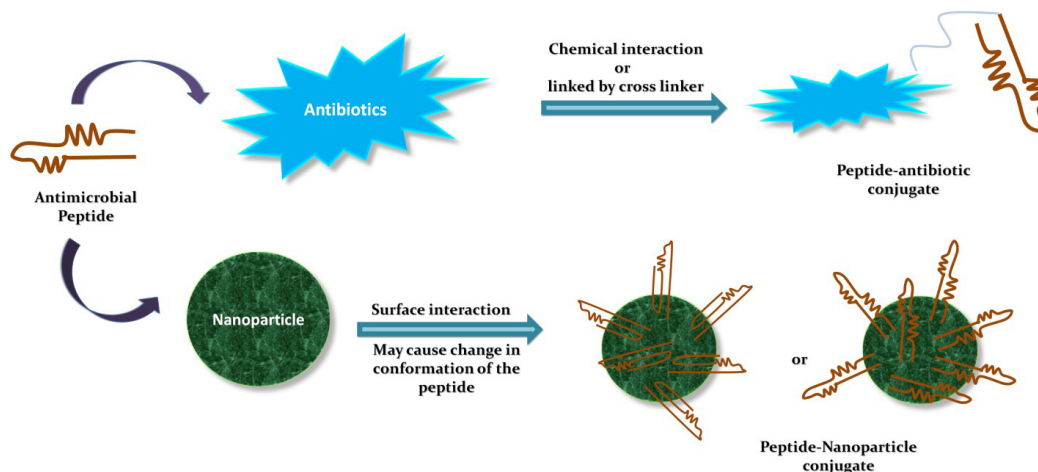 Antimicrobial
Peptide
Antibiotics
Chemical interaction
or
linked by cross linker
Peptide-antibiotic
conjugate
Nanoparticle
Surface interaction
May cause change in
conformation of the
peptide
or
Peptide-Nanoparticle
conjugate